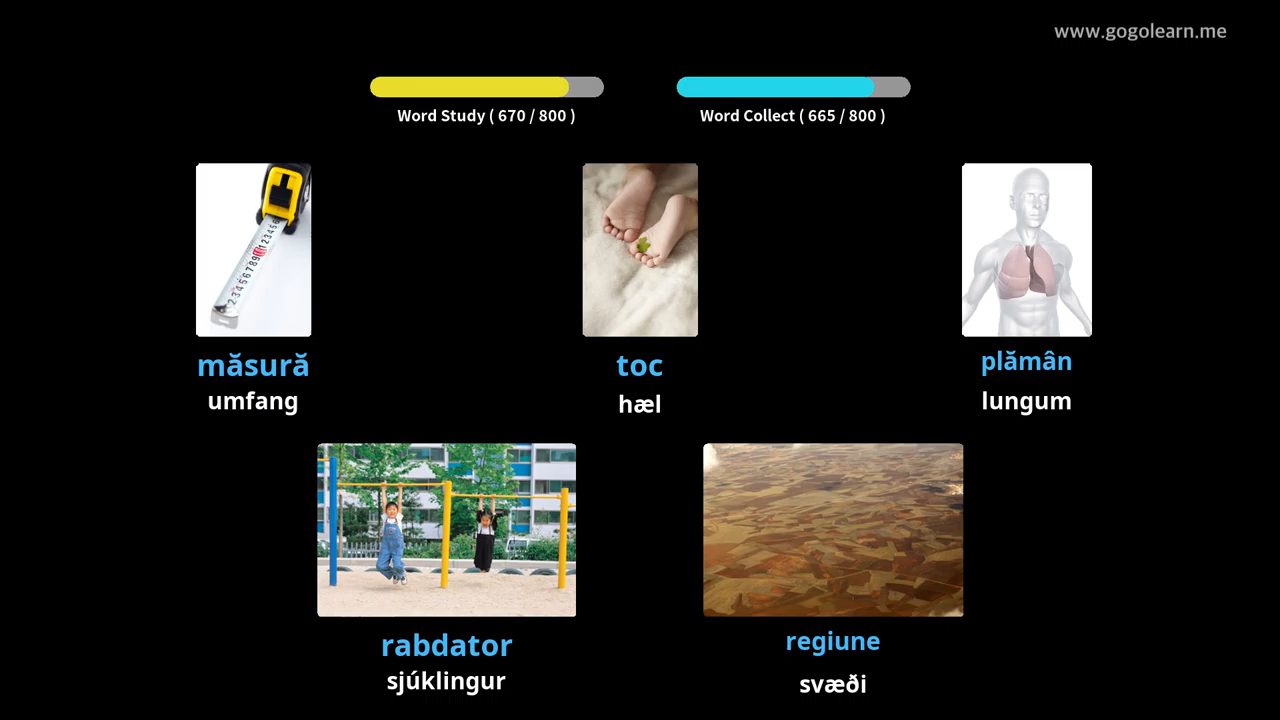 www.gogolearn.me
Word Study ( 670 / 800 )
Word Collect ( 665 / 800 )
măsură
umfang
toc
hæl
plămân
lungum
rabdator
sjúklingur
regiune
svæði